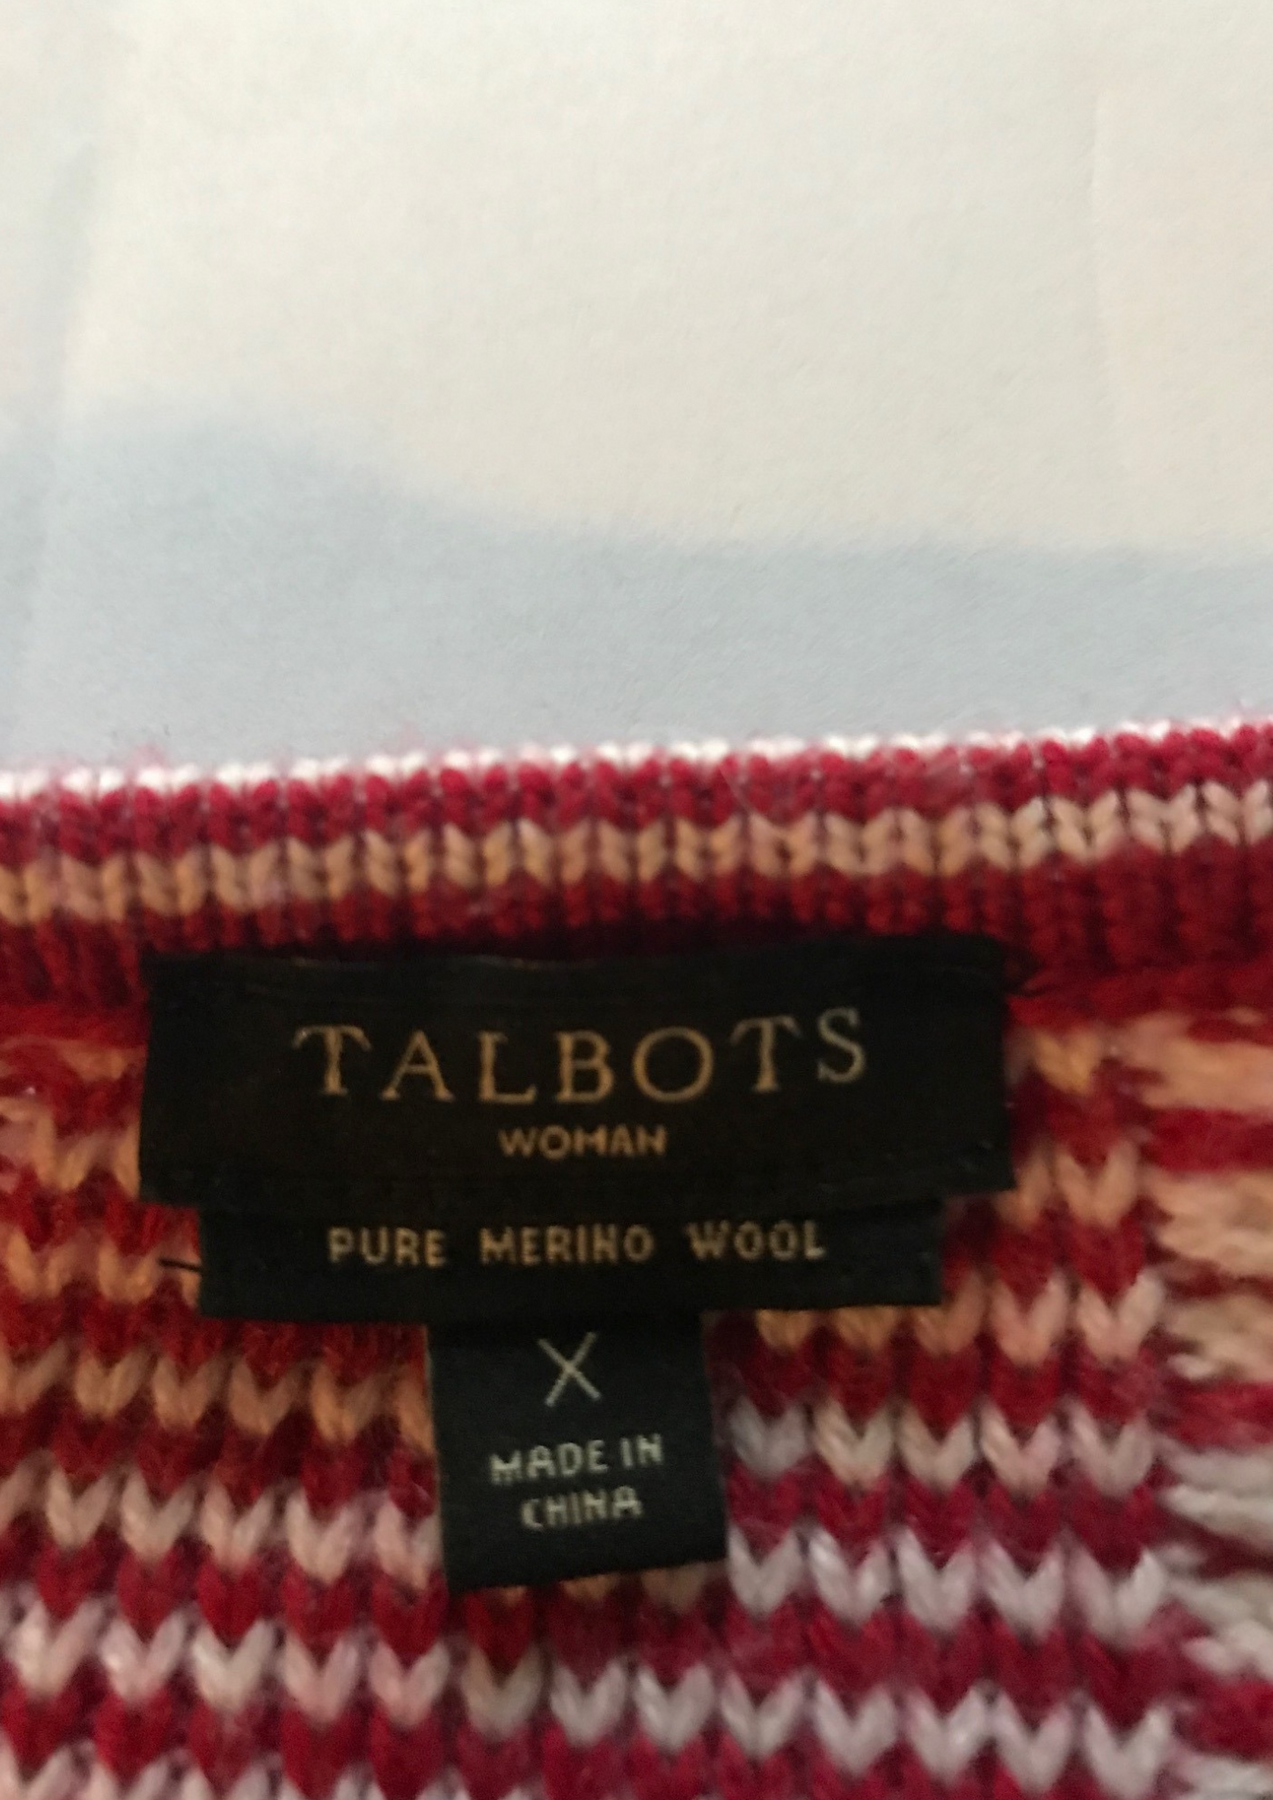 TALBOTS
WOMAN
PURE MERINO WOOL
X
MADE IN
CHINA